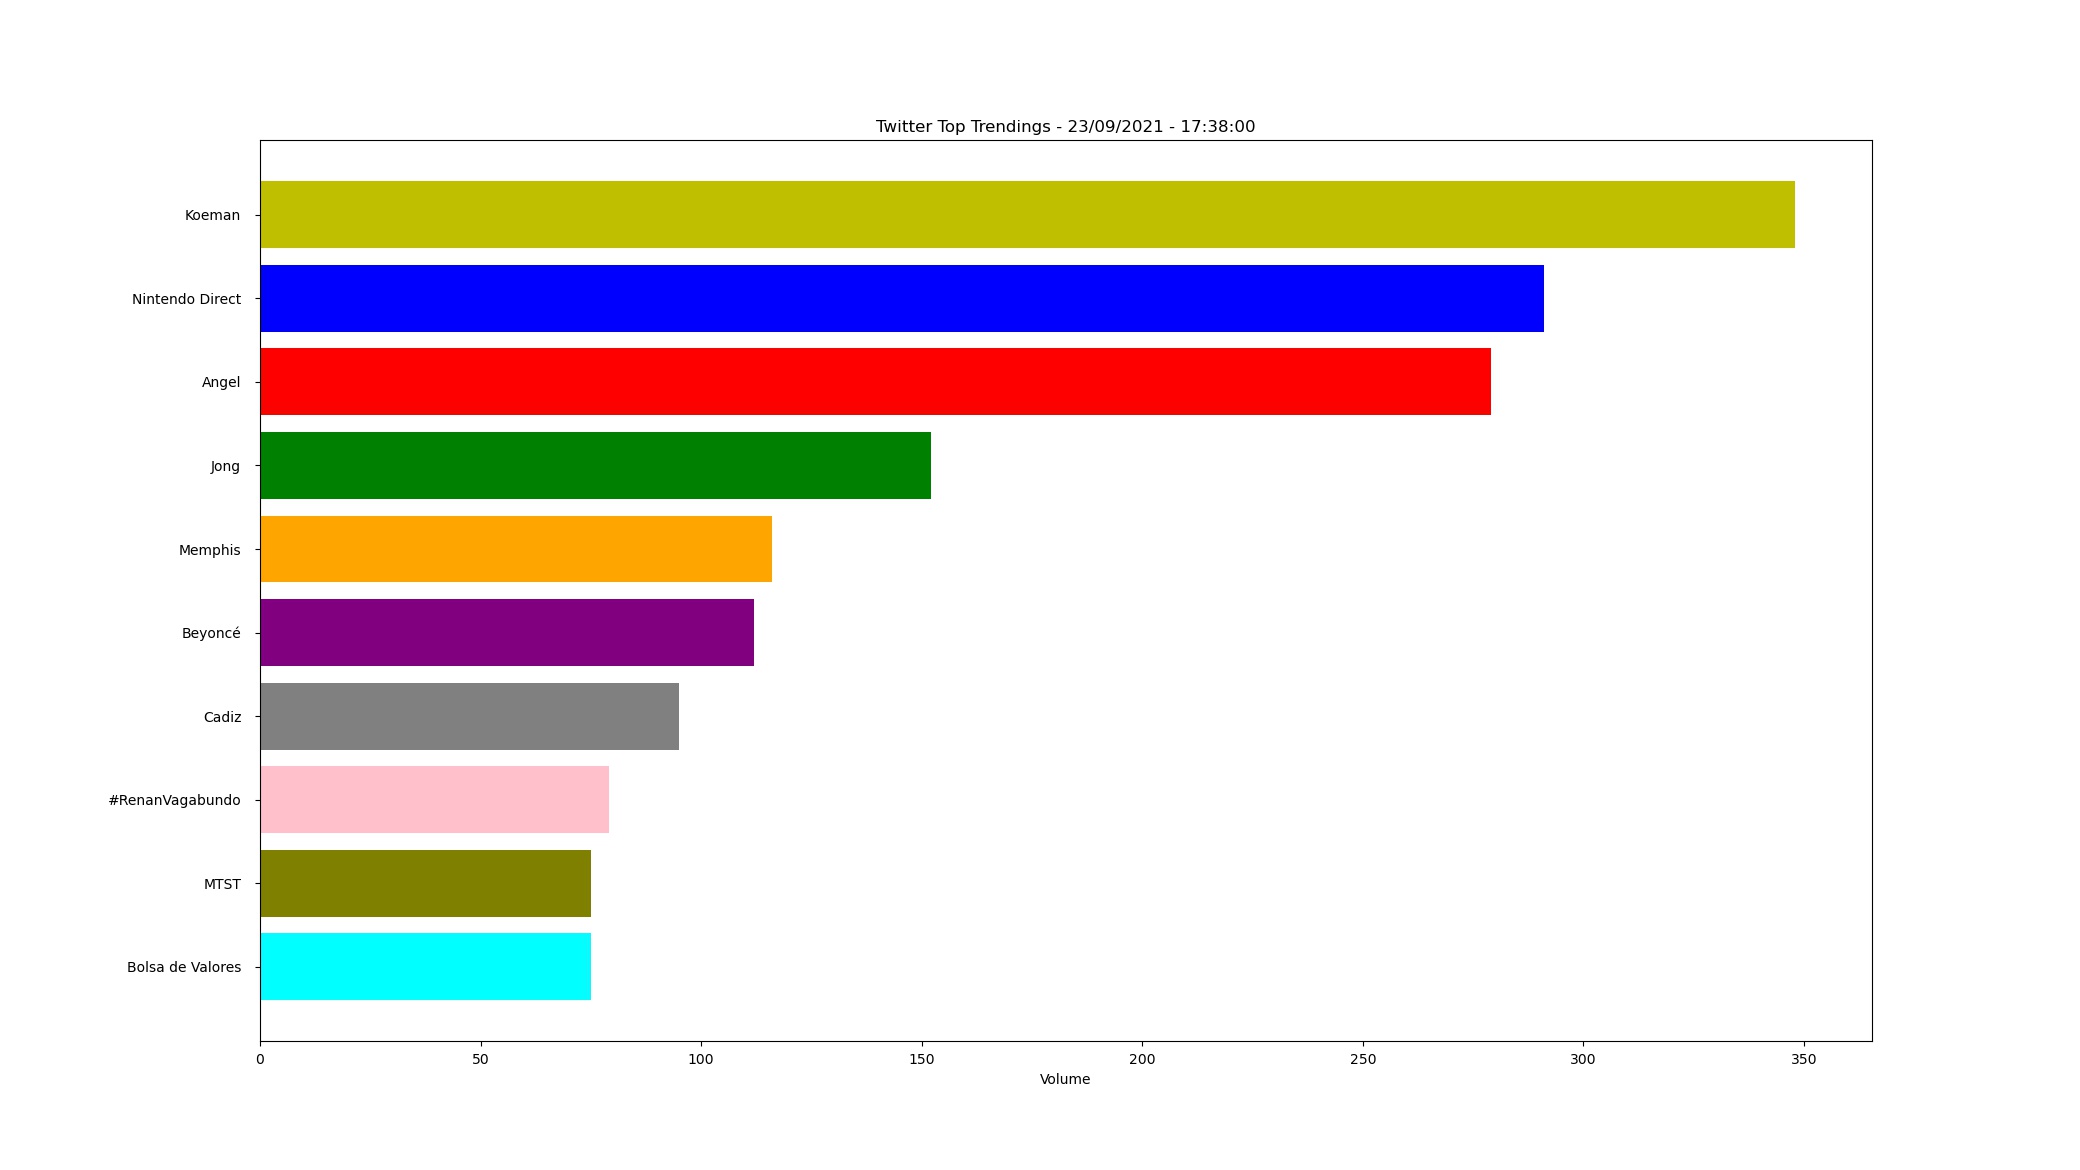 Twitter Top Trendings - 23/09/2021 - 17:38:00
Koeman
Nintendo Direct
Angel
Jong
Memphis
Beyoncé
Cadiz
#RenanVagabundo
MTST
Bolsa de Valores
0 50 100 150 200 250 300 350
Volume